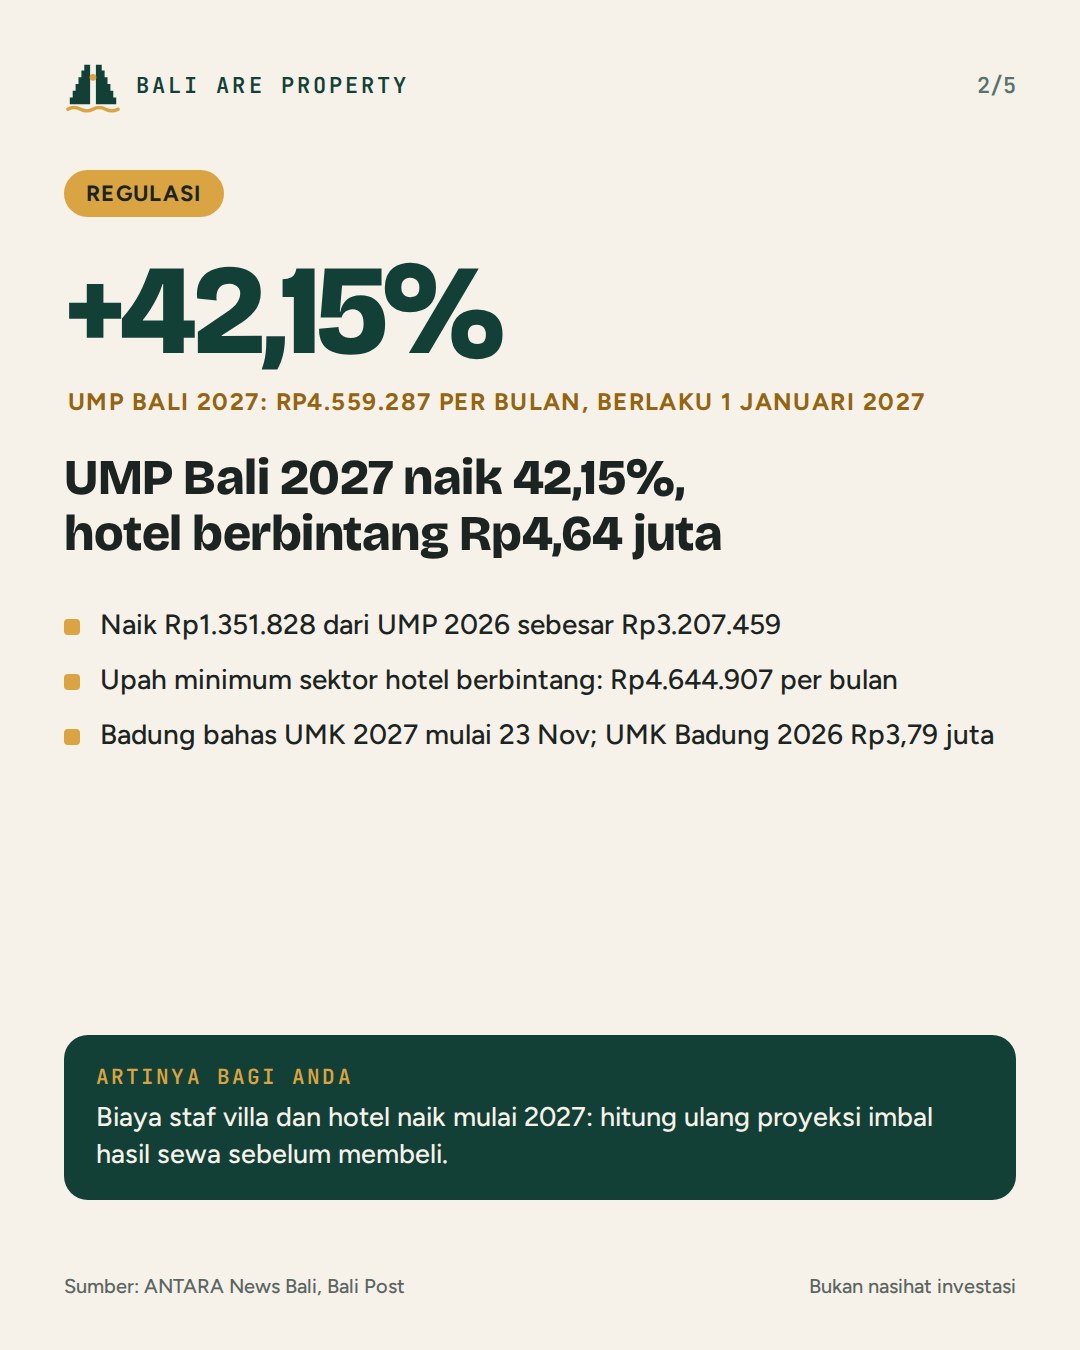 BALI ARE PROPERTY
2/5
REGULASI
+42,15%
UMP BALI 2027: RP4.559.287 PER BULAN, BERLAKU 1 JANUARI 2027
UMP Bali 2027 naik 42,15%,
hotel berbintang Rp4,64 juta
Naik Rp1.351.828 dari UMP 2026 sebesar Rp3.207.459
Upah minimum sektor hotel berbintang: Rp4.644.907 per bulan
Badung bahas UMK 2027 mulai 23 Nov; UMK Badung 2026 Rp3,79 juta
ARTINYA BAGI ANDA
Biaya staf villa dan hotel naik mulai 2027: hitung ulang proyeksi imbal
hasil sewa sebelum membeli.
Sumber: ANTARA News Bali, Bali Post
Bukan nasihat investasi